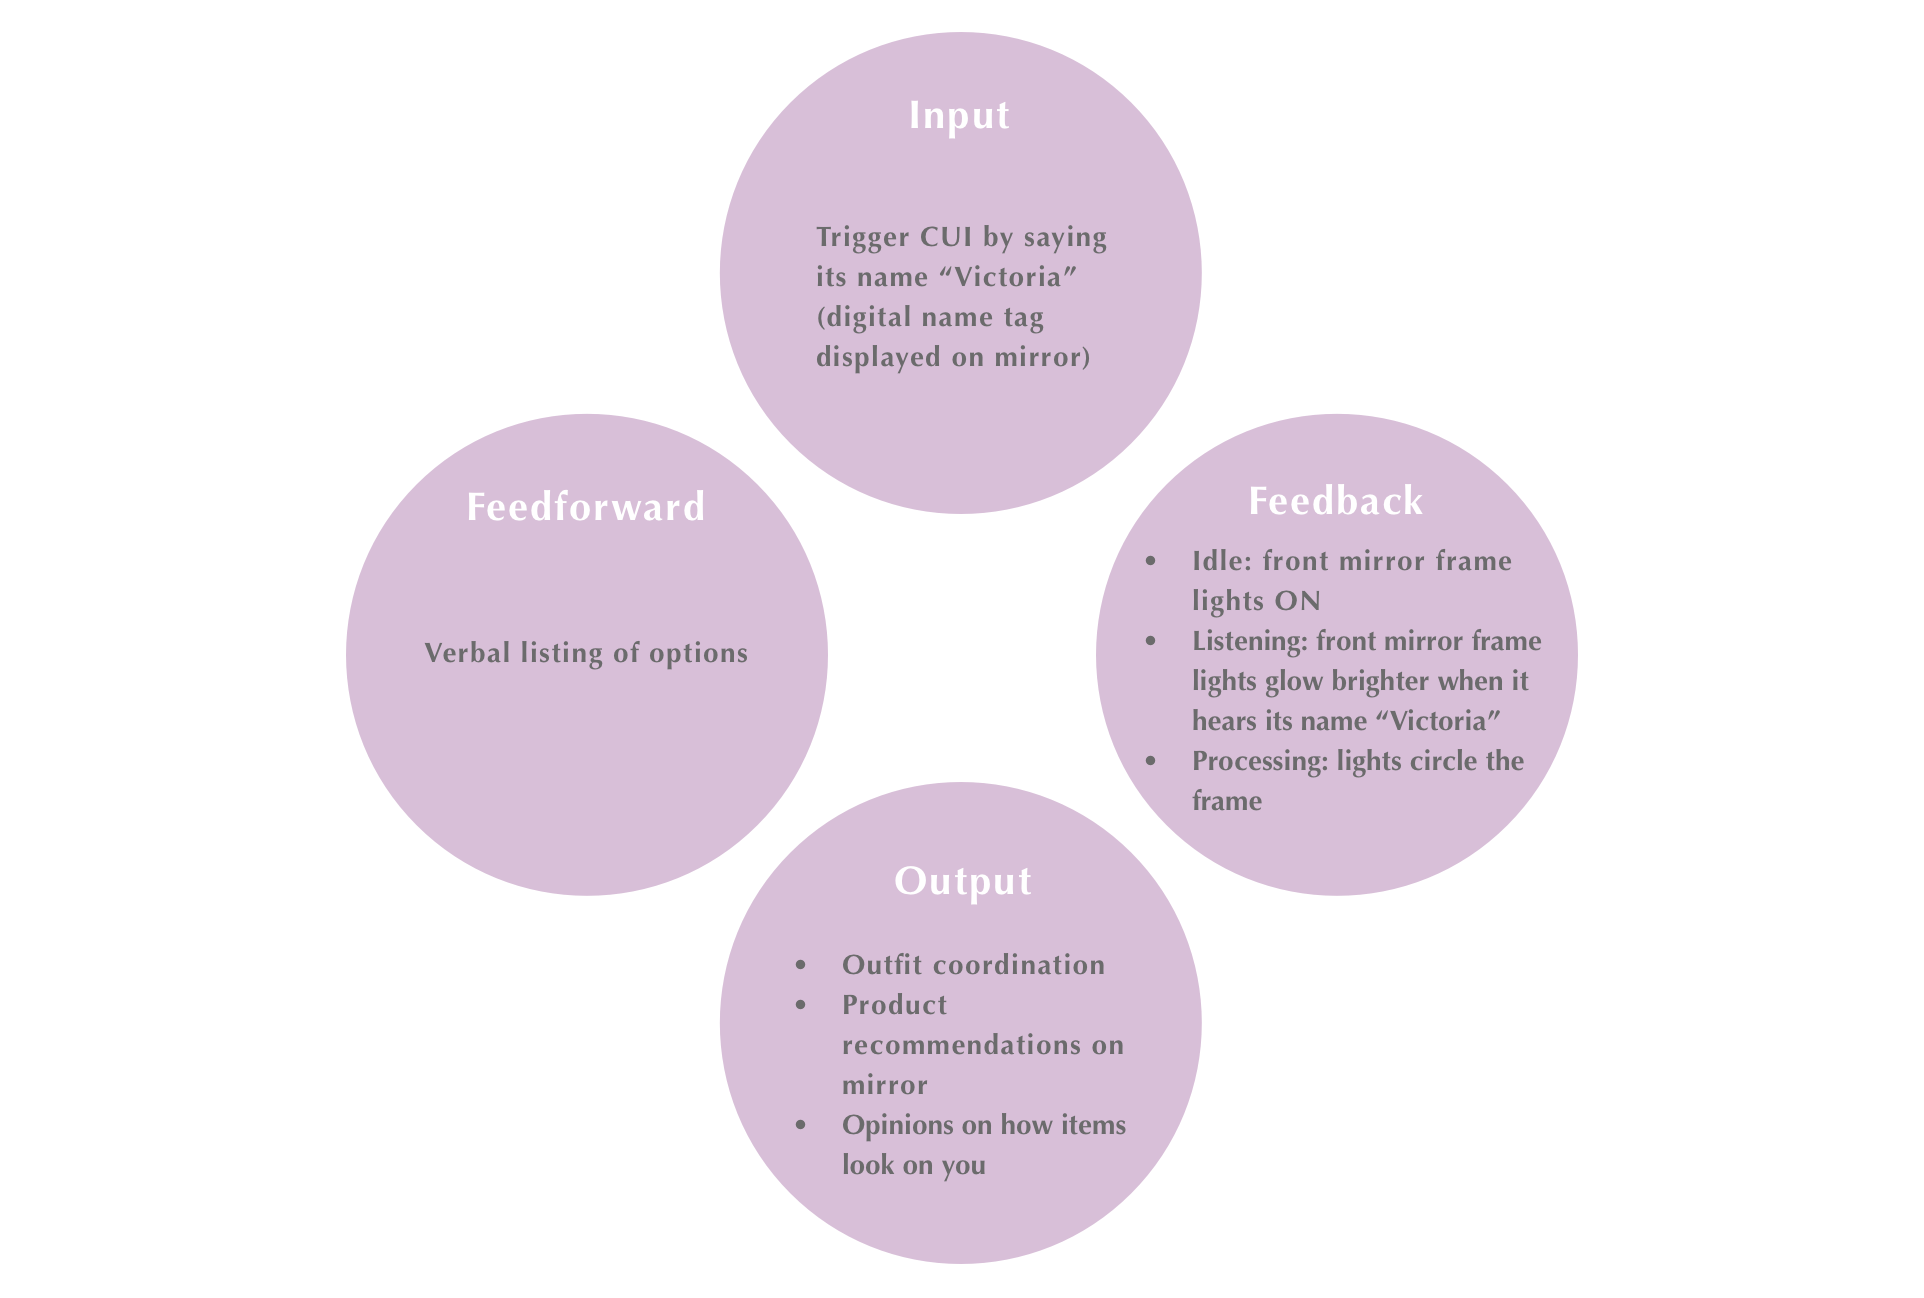 Input
Trigger CUI by saying
its name “Victoria”
(digital name tag
displayed on mirror)
Feedforward
Verbal listing of options
Feedback
• Idle: front mirror frame
lights ON
• Listening: front mirror frame
lights glow brighter when it
hears its name “Victoria”
• Processing: lights circle the
frame
Output
• Outfit coordination
• Product
recommendations on
mirror
• Opinions on how items
look on you